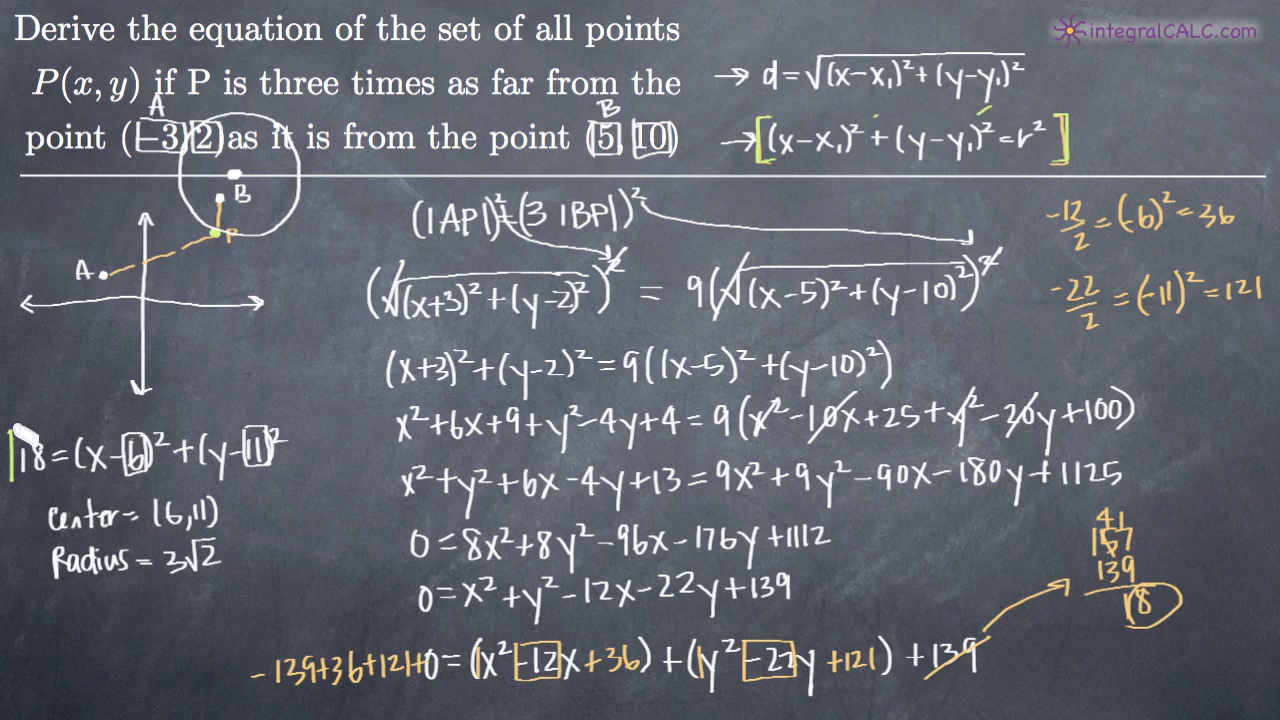 Derive the equation of the set of all points
P(x, y) if P is three times as far from the
point (−3, 2) as it is from the point (5, 10)
integralCALC.com
A
B
→ d = √(x−x₁)² + (y−y₁)²
→ [(x−x₁)² + (y−y₁)² = r²]
B
P
A
(|AP|)² = (3 |BP|)²
(√(x+3)² + (y−2)²)² = 9(√(x−5)² + (y−10)²)²
(x+3)² + (y−2)² = 9((x−5)² + (y−10)²)
x² + 6x + 9 + y² − 4y + 4 = 9(x² − 10x + 25 + y² − 20y + 100)
x² + y² + 6x − 4y + 13 = 9x² + 9y² − 90x − 180y + 1125
0 = 8x² + 8y² − 96x − 176y + 1112
0 = x² + y² − 12x − 22y + 139
−139+36+121+0 = (x² −12x +36) + (y² −22y +121) + 139
−12/2 = (−6)² = 36
−22/2 = (−11)² = 121
41
157
139
18
18 = (x−6)² + (y−11)²
Center = (6,11)
Radius = 3√2